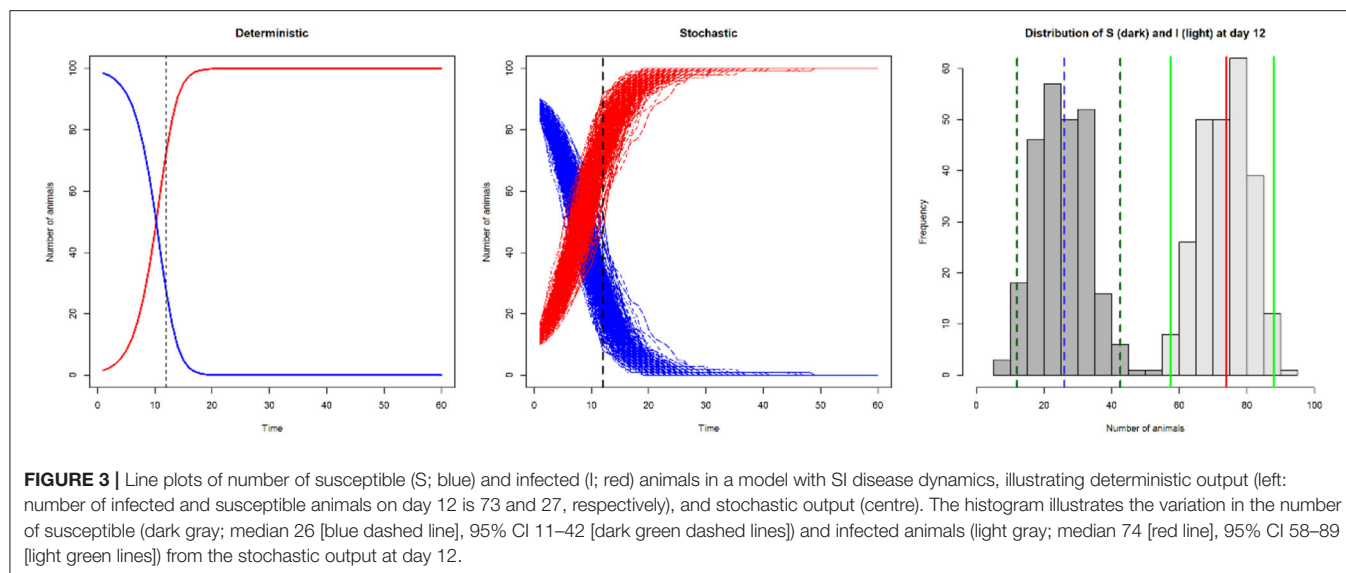 Deterministic
Number of animals
0 20 40 60 80 100
0 10 20 30 40 50 60
Time
Stochastic
Number of animals
0 20 40 60 80 100
0 10 20 30 40 50 60
Time
Distribution of S (dark) and I (light) at day 12
Frequency
0 10 20 30 40 50 60
0 20 40 60 80 100
Number of animals
FIGURE 3 | Line plots of number of susceptible (S; blue) and infected (I; red) animals in a model with SI disease dynamics, illustrating deterministic output (left:
number of infected and susceptible animals on day 12 is 73 and 27, respectively), and stochastic output (centre). The histogram illustrates the variation in the number
of susceptible (dark gray; median 26 [blue dashed line], 95% CI 11–42 [dark green dashed lines]) and infected animals (light gray; median 74 [red line], 95% CI 58–89
[light green lines]) from the stochastic output at day 12.